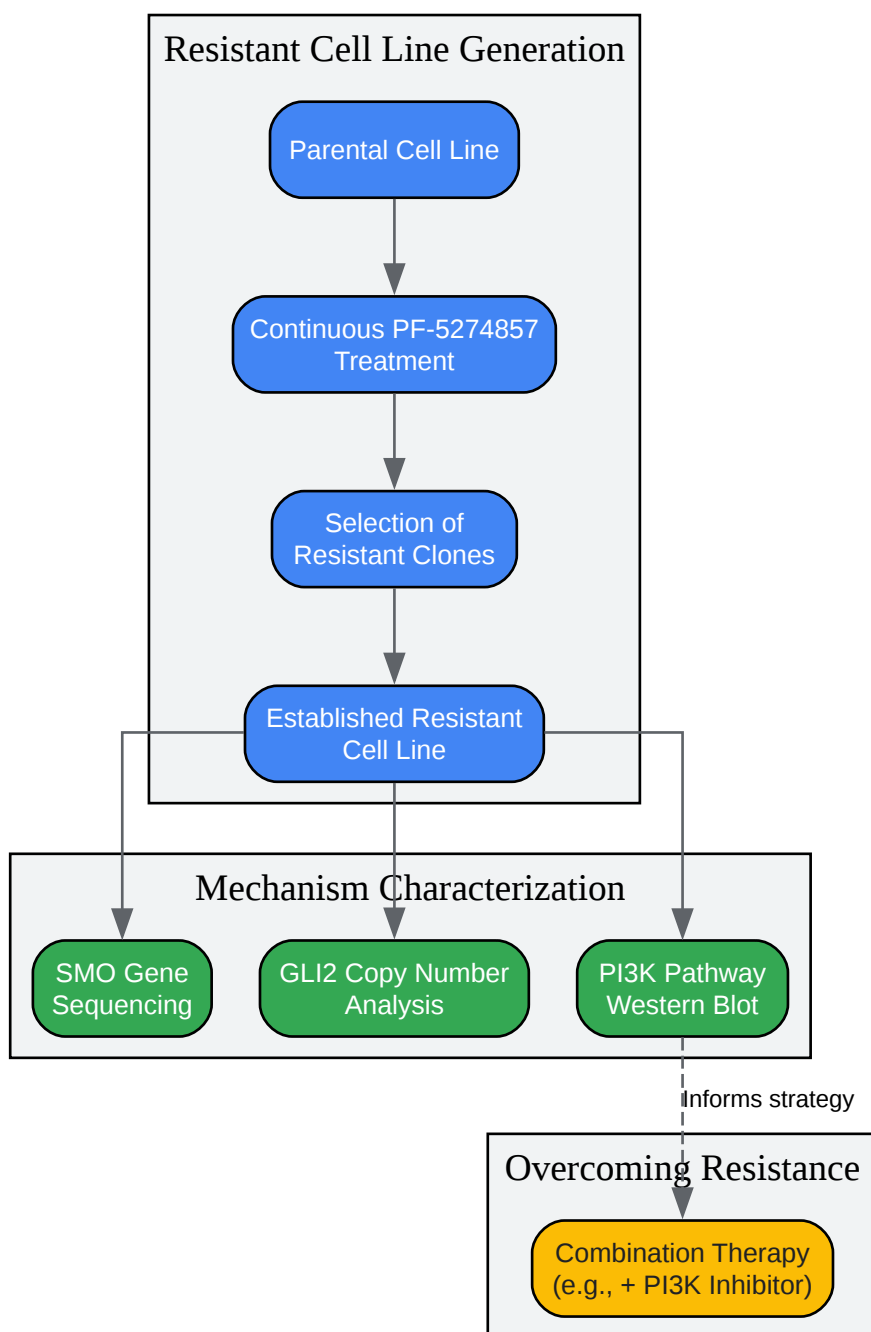 Resistant Cell Line Generation
Parental Cell Line
Continuous PF-5274857
Treatment
Selection of
Resistant Clones
Established Resistant
Cell Line
Mechanism Characterization
SMO Gene
Sequencing
GLI2 Copy Number
Analysis
PI3K Pathway
Western Blot
Informs strategy
Overcoming Resistance
Combination Therapy
(e.g., + PI3K Inhibitor)